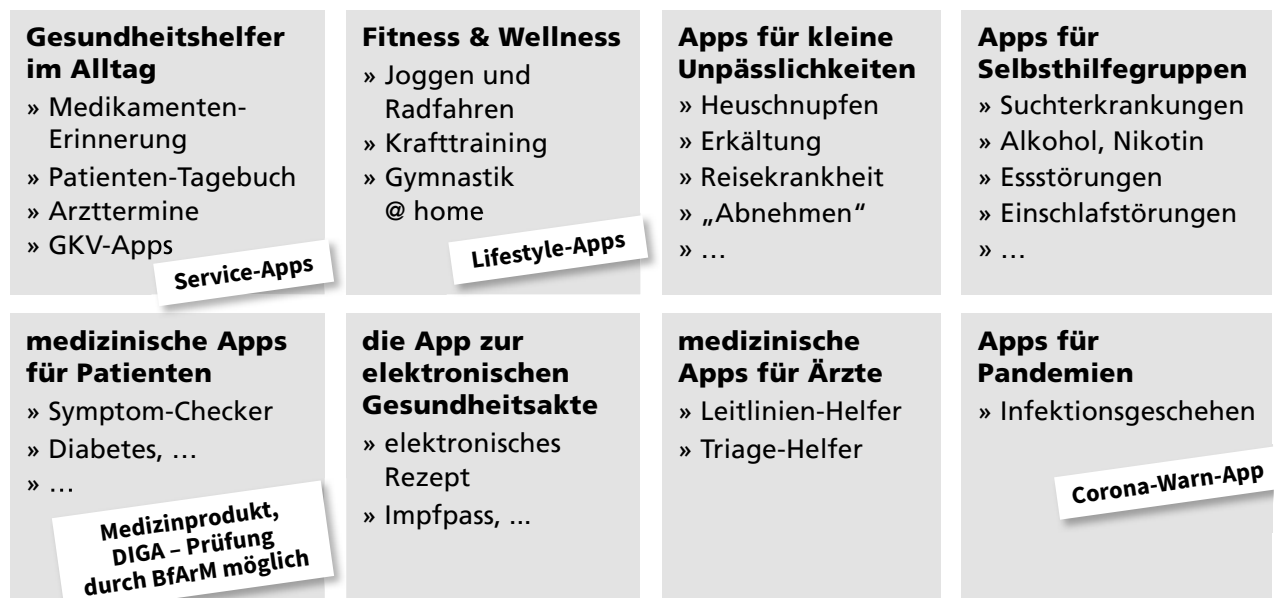 Gesundheitshelfer
im Alltag
» Medikamenten-
Erinnerung
» Patienten-Tagebuch
» Arzttermine
» GKV-Apps
Service-Apps
Fitness & Wellness
» Joggen und
Radfahren
» Krafttraining
» Gymnastik
@ home
Lifestyle-Apps
Apps für kleine
Unpässlichkeiten
» Heuschnupfen
» Erkältung
» Reisekrankheit
» „Abnehmen“
» …
Apps für
Selbsthilfegruppen
» Suchterkrankungen
» Alkohol, Nikotin
» Essstörungen
» Einschlafstörungen
» …
medizinische Apps
für Patienten
» Symptom-Checker
» Diabetes, …
» …
Medizinprodukt,
DIGA – Prüfung
durch BfArM möglich
die App zur
elektronischen
Gesundheitsakte
» elektronisches
Rezept
» Impfpass, ...
medizinische
Apps für Ärzte
» Leitlinien-Helfer
» Triage-Helfer
Apps für
Pandemien
» Infektionsgeschehen
Corona-Warn-App